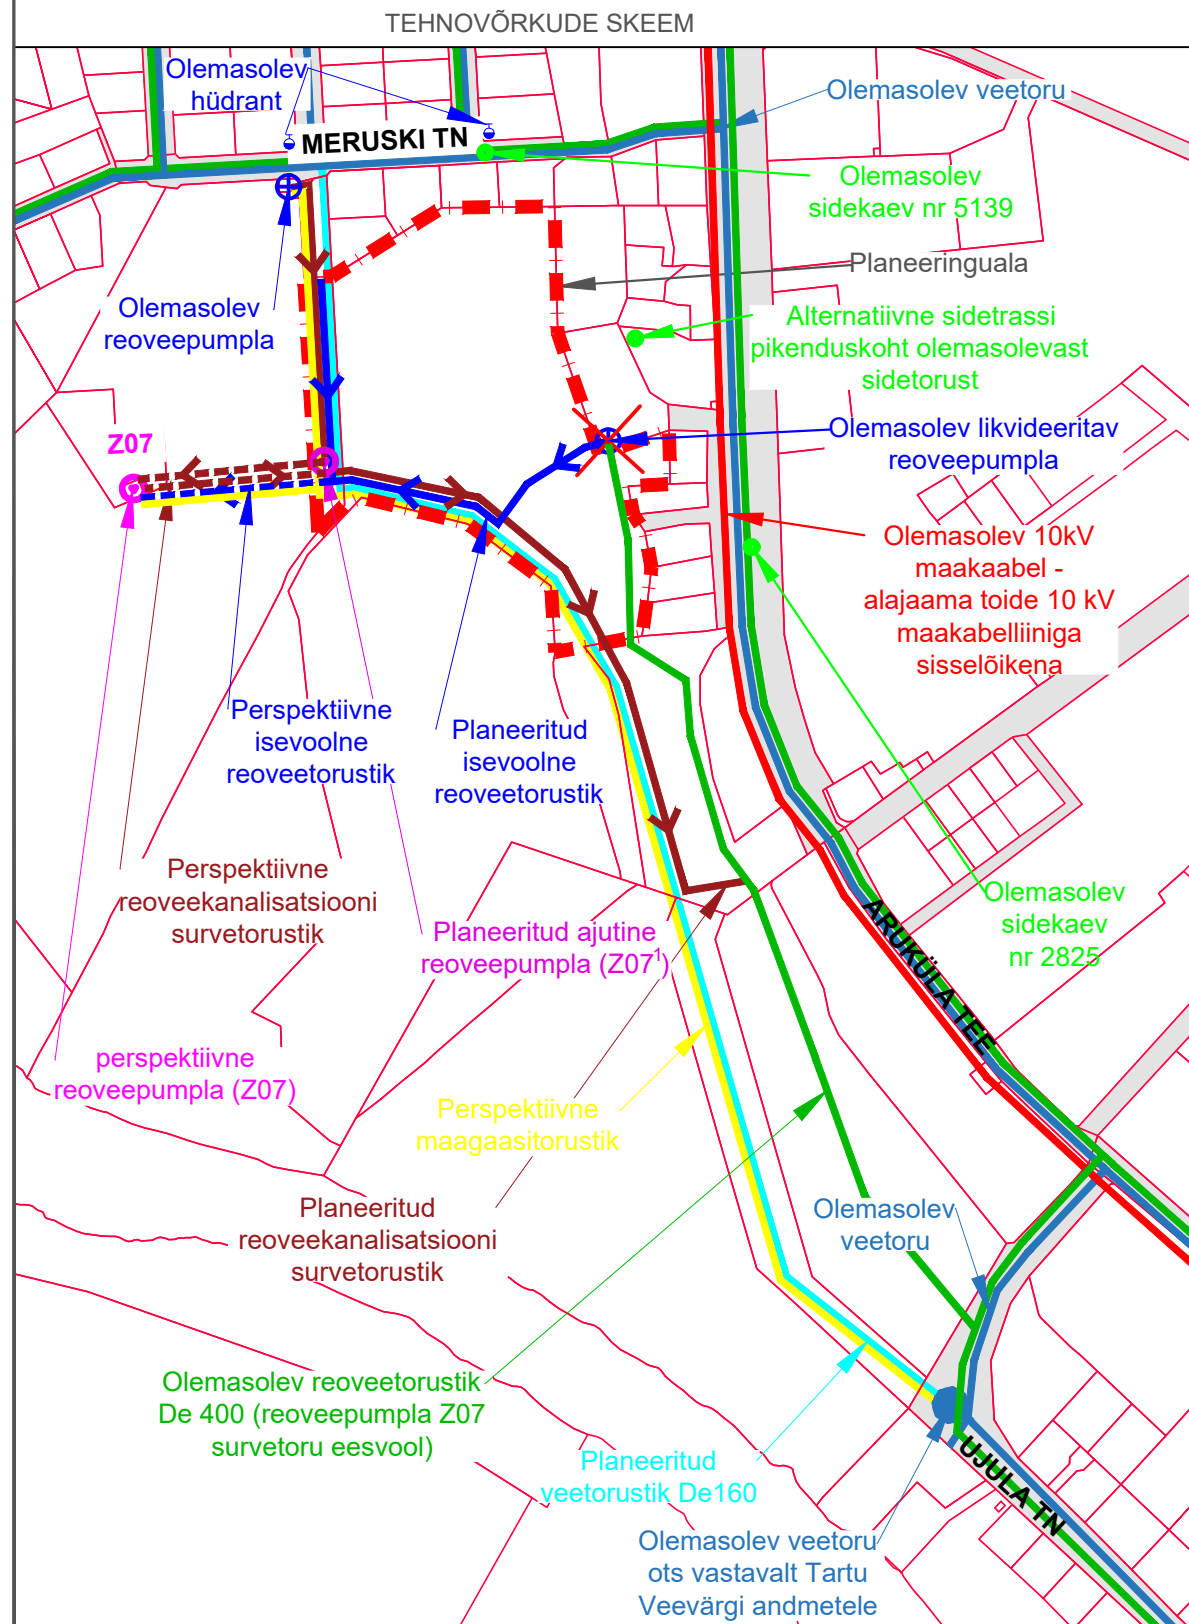 TEHNOVÕRKUDE SKEEM
Olemasolev
hüdrant
MERUSKI TN
Olemasolev veetoru
Olemasolev
sidekaev nr 5139
Planeeringuala
Olemasolev
reoveepumpla
Alternatiivne sidetrassi
pikenduskoht olemasolevast
sidetorust
Z07
Olemasolev likvideeritav
reoveepumpla
Olemasolev 10kV
maakaabel -
alajaama toide 10 kV
maakabelliiniga
sisselõikena
Perspektiivne
isevoolne
reoveetorustik
Planeeritud
isevoolne
reoveetorustik
Perspektiivne
reoveekanalisatsiooni
survetorustik
Planeeritud ajutine
reoveepumpla (Z07¹)
Olemasolev
sidekaev
nr 2825
ARUKÜLA TEE
perspektiivne
reoveepumpla (Z07)
Perspektiivne
maagaasitorustik
Planeeritud
reoveekanalisatsiooni
survetorustik
Olemasolev
veetoru
Olemasolev reoveetorustik
De 400 (reoveepumpla Z07
survetoru eesvool)
Planeeritud
veetorustik De160
UJULA TN
Olemasolev veetoru
ots vastavalt Tartu
Veevärgi andmetele